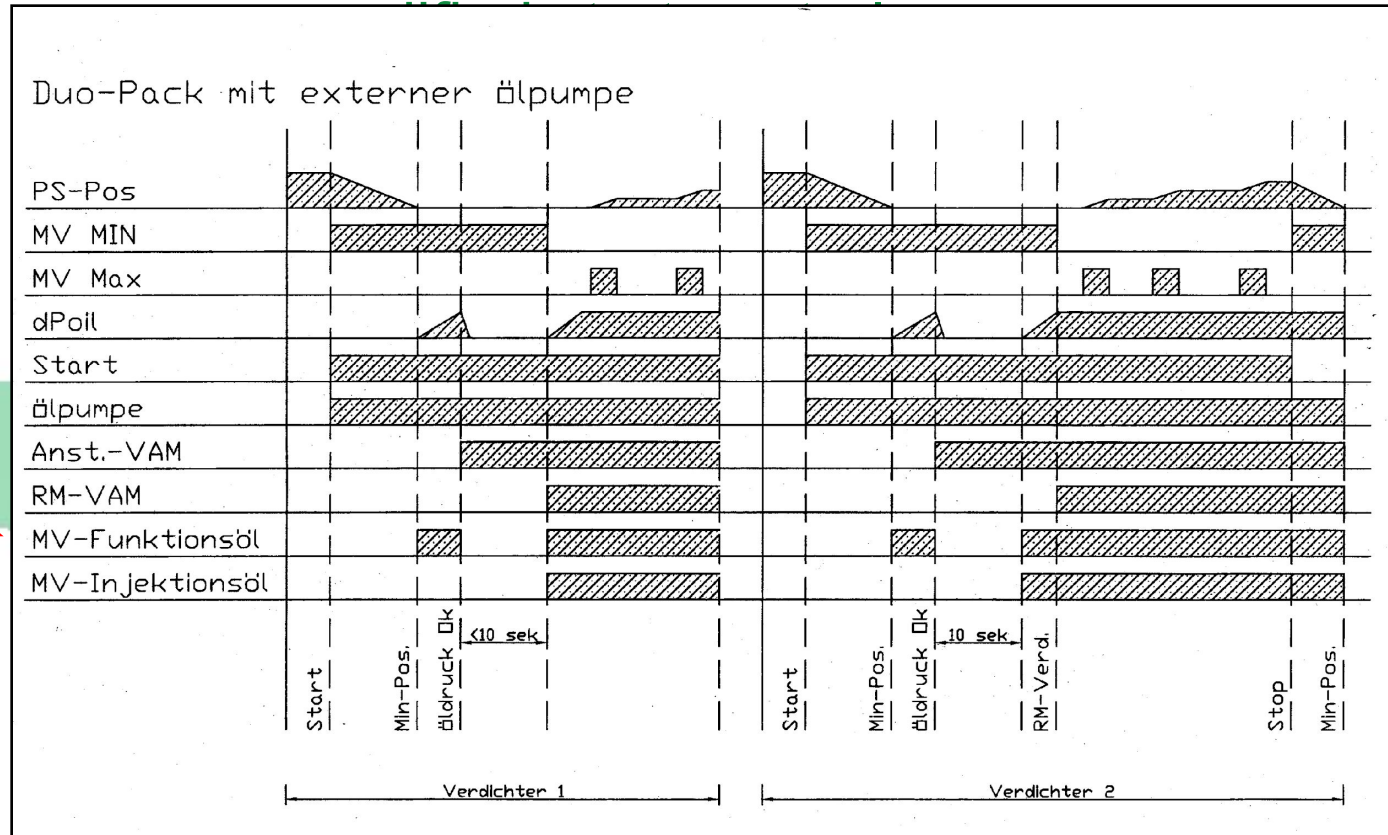 Duo-Pack mit externer ölpumpe
PS-Pos
MV MIN
MV Max
dPoil
Start
ölpumpe
Anst.-VAM
RM-VAM
MV-Funktionsöl
MV-Injektionsöl
Start
Min-Pos.
öldruck Ok
<10 sek
Start
Min-Pos.
öldruck Ok
10 sek
RM-Verd.
Stop
Min-Pos.
Verdichter 1
Verdichter 2